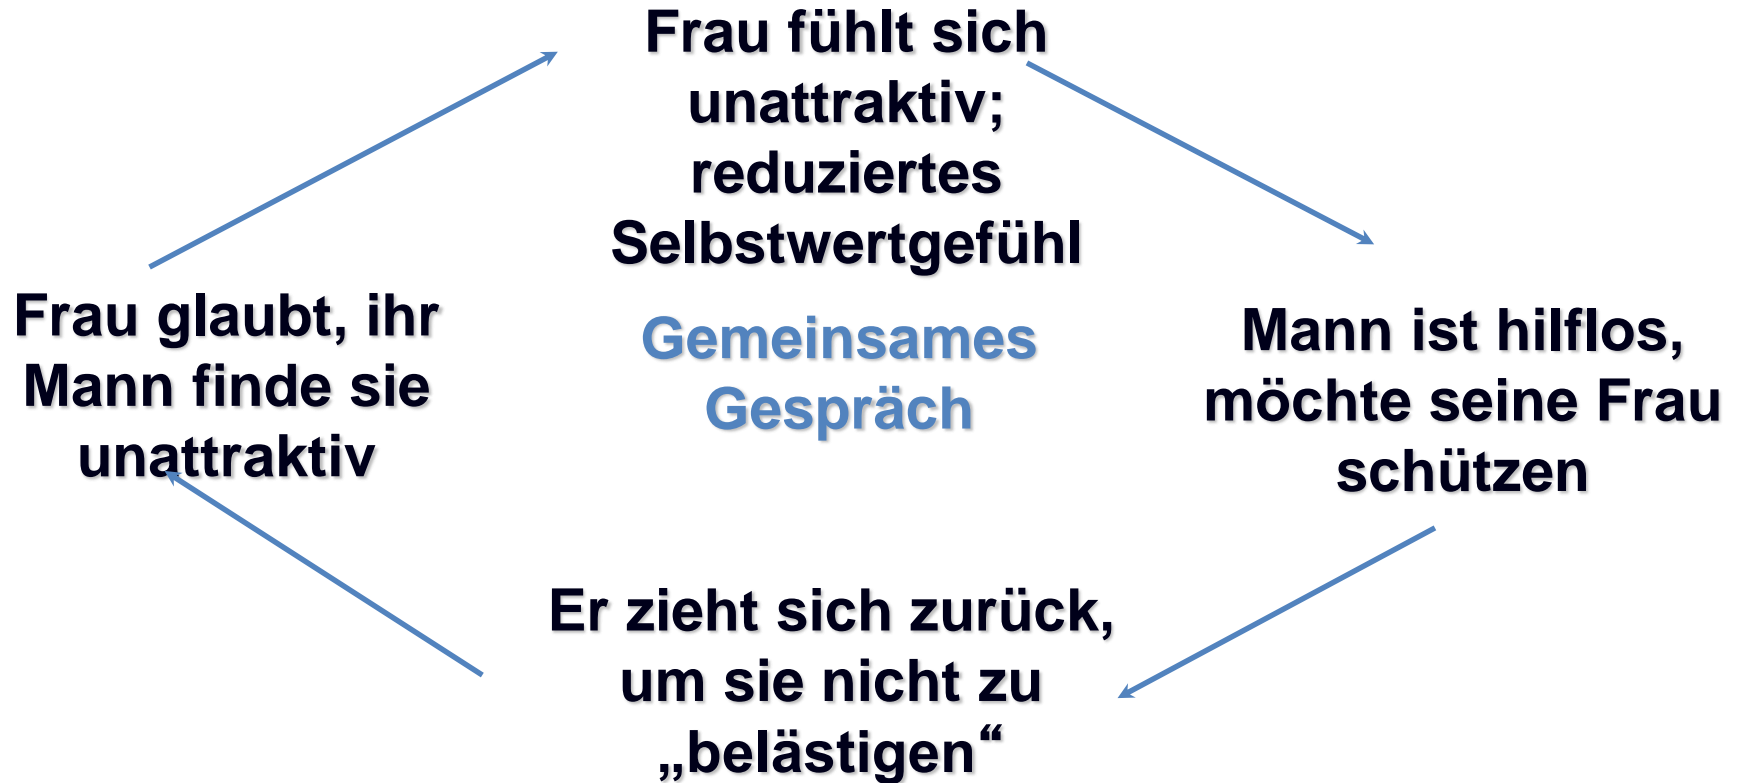 Frau fühlt sich
unattraktiv;
reduziertes
Selbstwertgefühl
Frau glaubt, ihr
Mann finde sie
unattraktiv
Gemeinsames
Gespräch
Mann ist hilflos,
möchte seine Frau
schützen
Er zieht sich zurück,
um sie nicht zu
„belästigen“